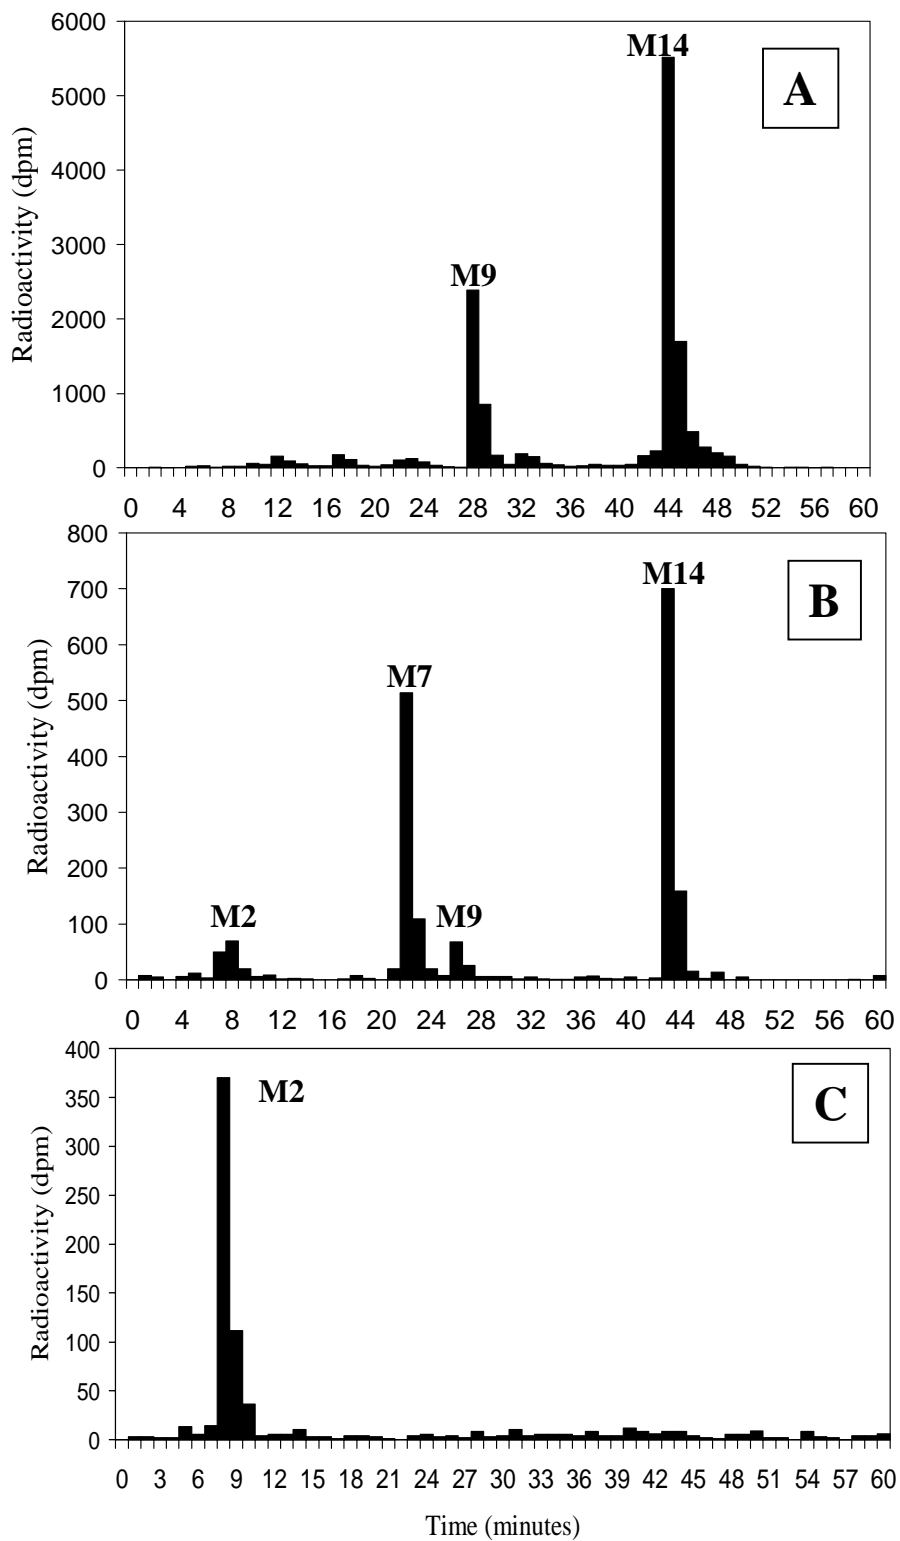 6000
M14
A
5000
4000
Radioactivity (dpm)
3000
M9
2000
1000
0
0 4 8 12 16 20 24 28 32 36 40 44 48 52 56 60
800
700
M14
B
600
M7
500
Radioactivity (dpm)
400
300
200
M2 M9
100
0
0 4 8 12 16 20 24 28 32 36 40 44 48 52 56 60
400
350
M2
C
300
250
Radioactivity (dpm)
200
150
100
50
0
0 3 6 9 12 15 18 21 24 27 30 33 36 39 42 45 48 51 54 57 60
Time (minutes)